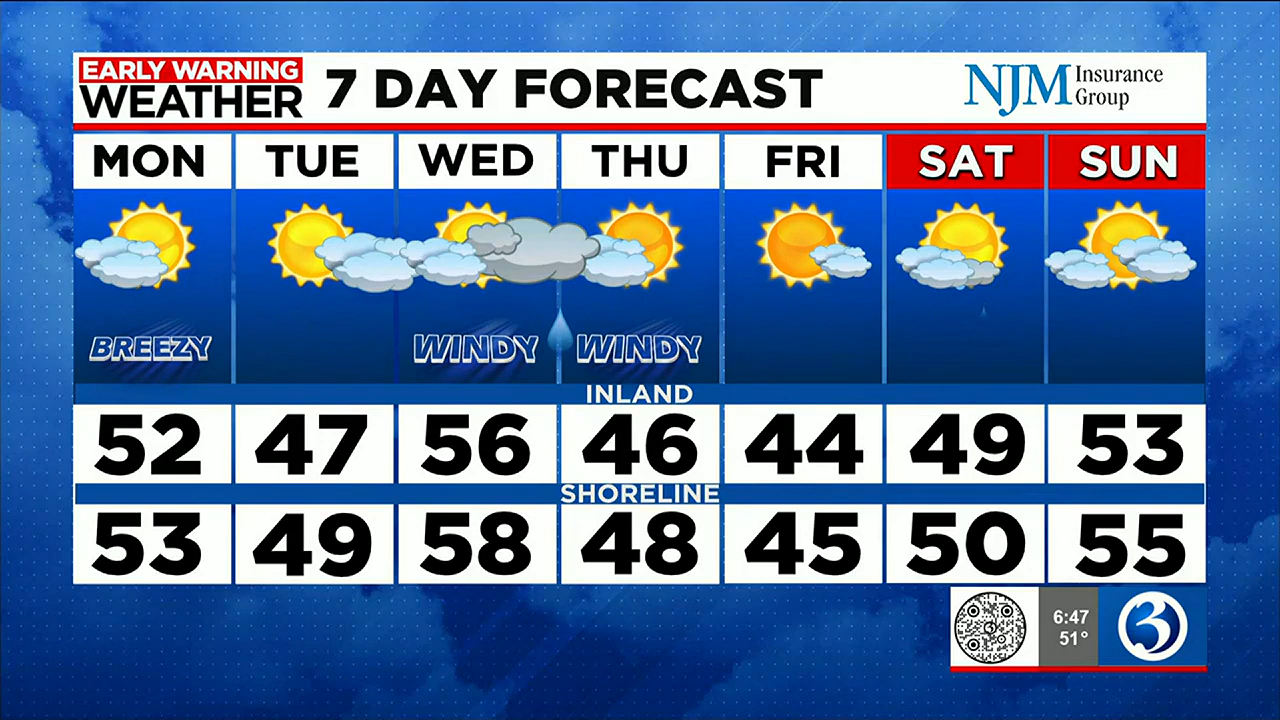 EARLY WARNING
WEATHER
7 DAY FORECAST
NJM Insurance
Group
MON TUE WED THU FRI SAT SUN
BREEZY WINDY WINDY
INLAND
52 47 56 46 44 49 53
SHORELINE
53 49 58 48 45 50 55
6:47
51°
3